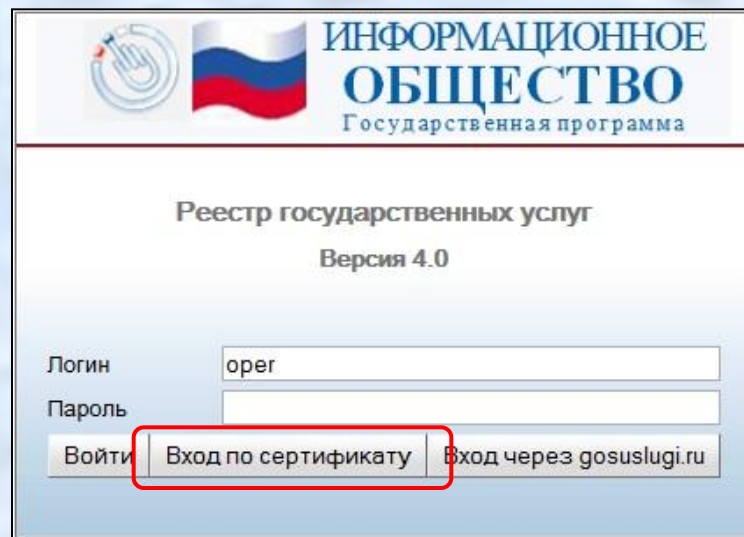 ИНФОРМАЦИОННОЕ
ОБЩЕСТВО
Государственная программа
Реестр государственных услуг
Версия 4.0
Логин oper
Пароль
Войти Вход по сертификату Вход через gosuslugi.ru